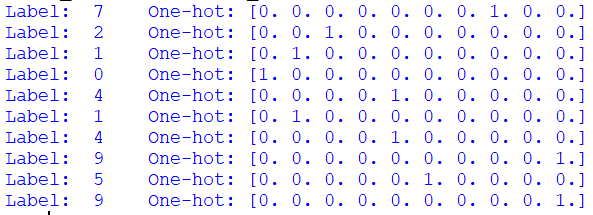 Label: 7 One-hot: [0. 0. 0. 0. 0. 0. 0. 1. 0. 0.]
Label: 2 One-hot: [0. 0. 1. 0. 0. 0. 0. 0. 0. 0.]
Label: 1 One-hot: [0. 1. 0. 0. 0. 0. 0. 0. 0. 0.]
Label: 0 One-hot: [1. 0. 0. 0. 0. 0. 0. 0. 0. 0.]
Label: 4 One-hot: [0. 0. 0. 0. 1. 0. 0. 0. 0. 0.]
Label: 1 One-hot: [0. 1. 0. 0. 0. 0. 0. 0. 0. 0.]
Label: 4 One-hot: [0. 0. 0. 0. 1. 0. 0. 0. 0. 0.]
Label: 9 One-hot: [0. 0. 0. 0. 0. 0. 0. 0. 0. 1.]
Label: 5 One-hot: [0. 0. 0. 0. 0. 1. 0. 0. 0. 0.]
Label: 9 One-hot: [0. 0. 0. 0. 0. 0. 0. 0. 0. 1.]